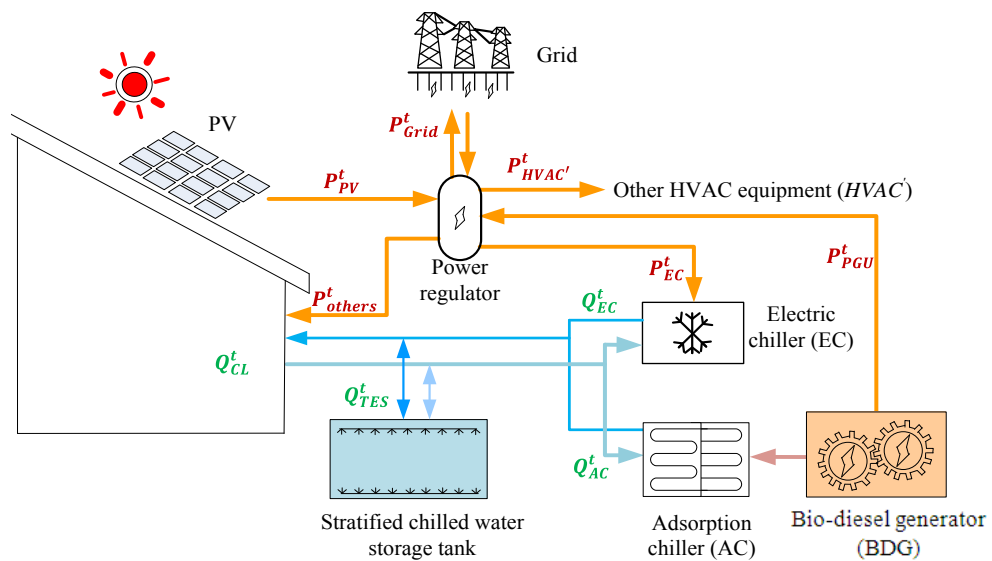 Grid
PV
P^t_Grid
P^t_HVAC'
P^t_PV
Other HVAC equipment (HVAC')
Power
regulator
P^t_EC
P^t_PGU
P^t_others
Q^t_EC
Electric
chiller (EC)
Q^t_CL
Q^t_TES
Q^t_AC
Stratified chilled water
storage tank
Adsorption
chiller (AC)
Bio-diesel generator
(BDG)